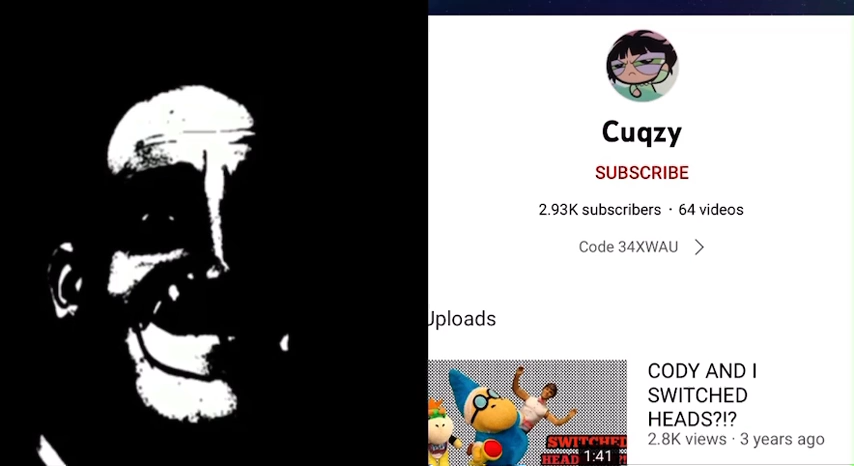 Cuqzy
SUBSCRIBE
2.93K subscribers · 64 videos
Code 34XWAU
Uploads
CODY AND I
SWITCHED
HEADS?!?
2.8K views · 3 years ago
SWITCHED
HEADS
1:41